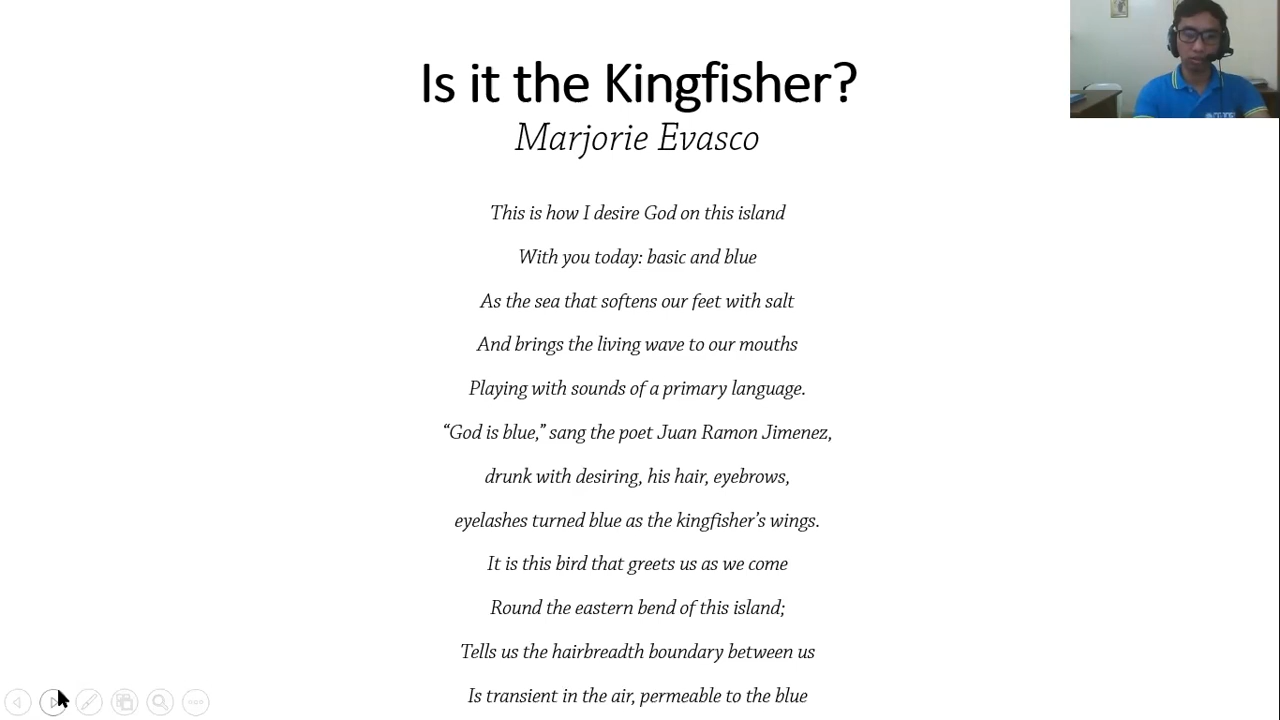 Is it the Kingfisher?
Marjorie Evasco
This is how I desire God on this island
With you today: basic and blue
As the sea that softens our feet with salt
And brings the living wave to our mouths
Playing with sounds of a primary language.
“God is blue,” sang the poet Juan Ramon Jimenez,
drunk with desiring, his hair, eyebrows,
eyelashes turned blue as the kingfisher’s wings.
It is this bird that greets us as we come
Round the eastern bend of this island;
Tells us the hairbreadth boundary between us
Is transient in the air, permeable to the blue